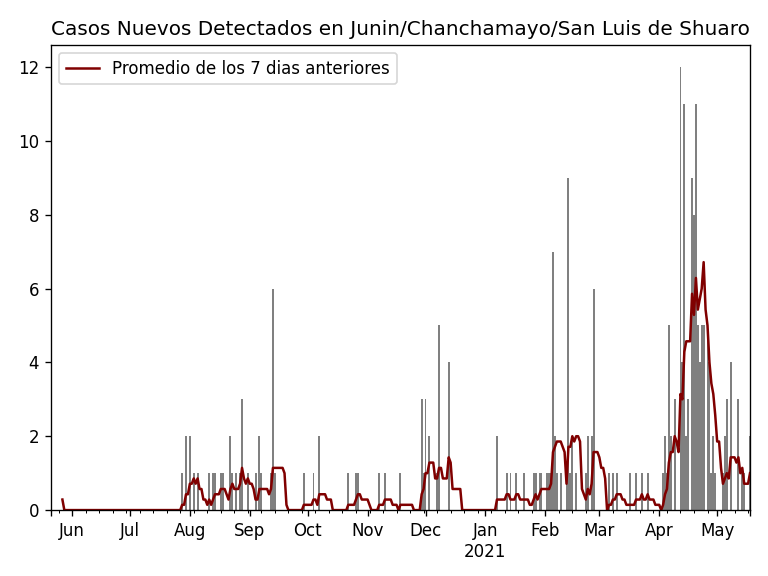 Casos Nuevos Detectados en Junin/Chanchamayo/San Luis de Shuaro
Promedio de los 7 dias anteriores
12
10
8
6
4
2
0
Jun Jul Aug Sep Oct Nov Dec Jan Feb Mar Apr May
2021